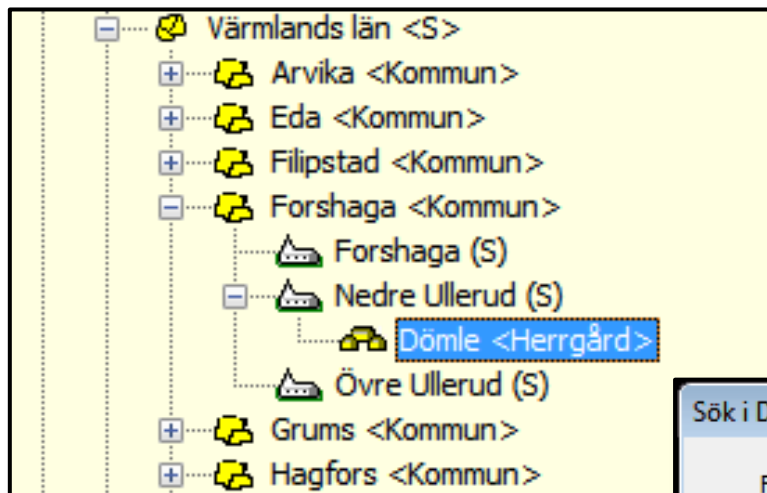 Värmlands län <S>
Arvika <Kommun>
Eda <Kommun>
Filipstad <Kommun>
Forshaga <Kommun>
Forshaga (S)
Nedre Ullerud (S)
Dömle <Herrgård>
Övre Ullerud (S)
Grums <Kommun>
Hagfors <Kommun>
Sök i